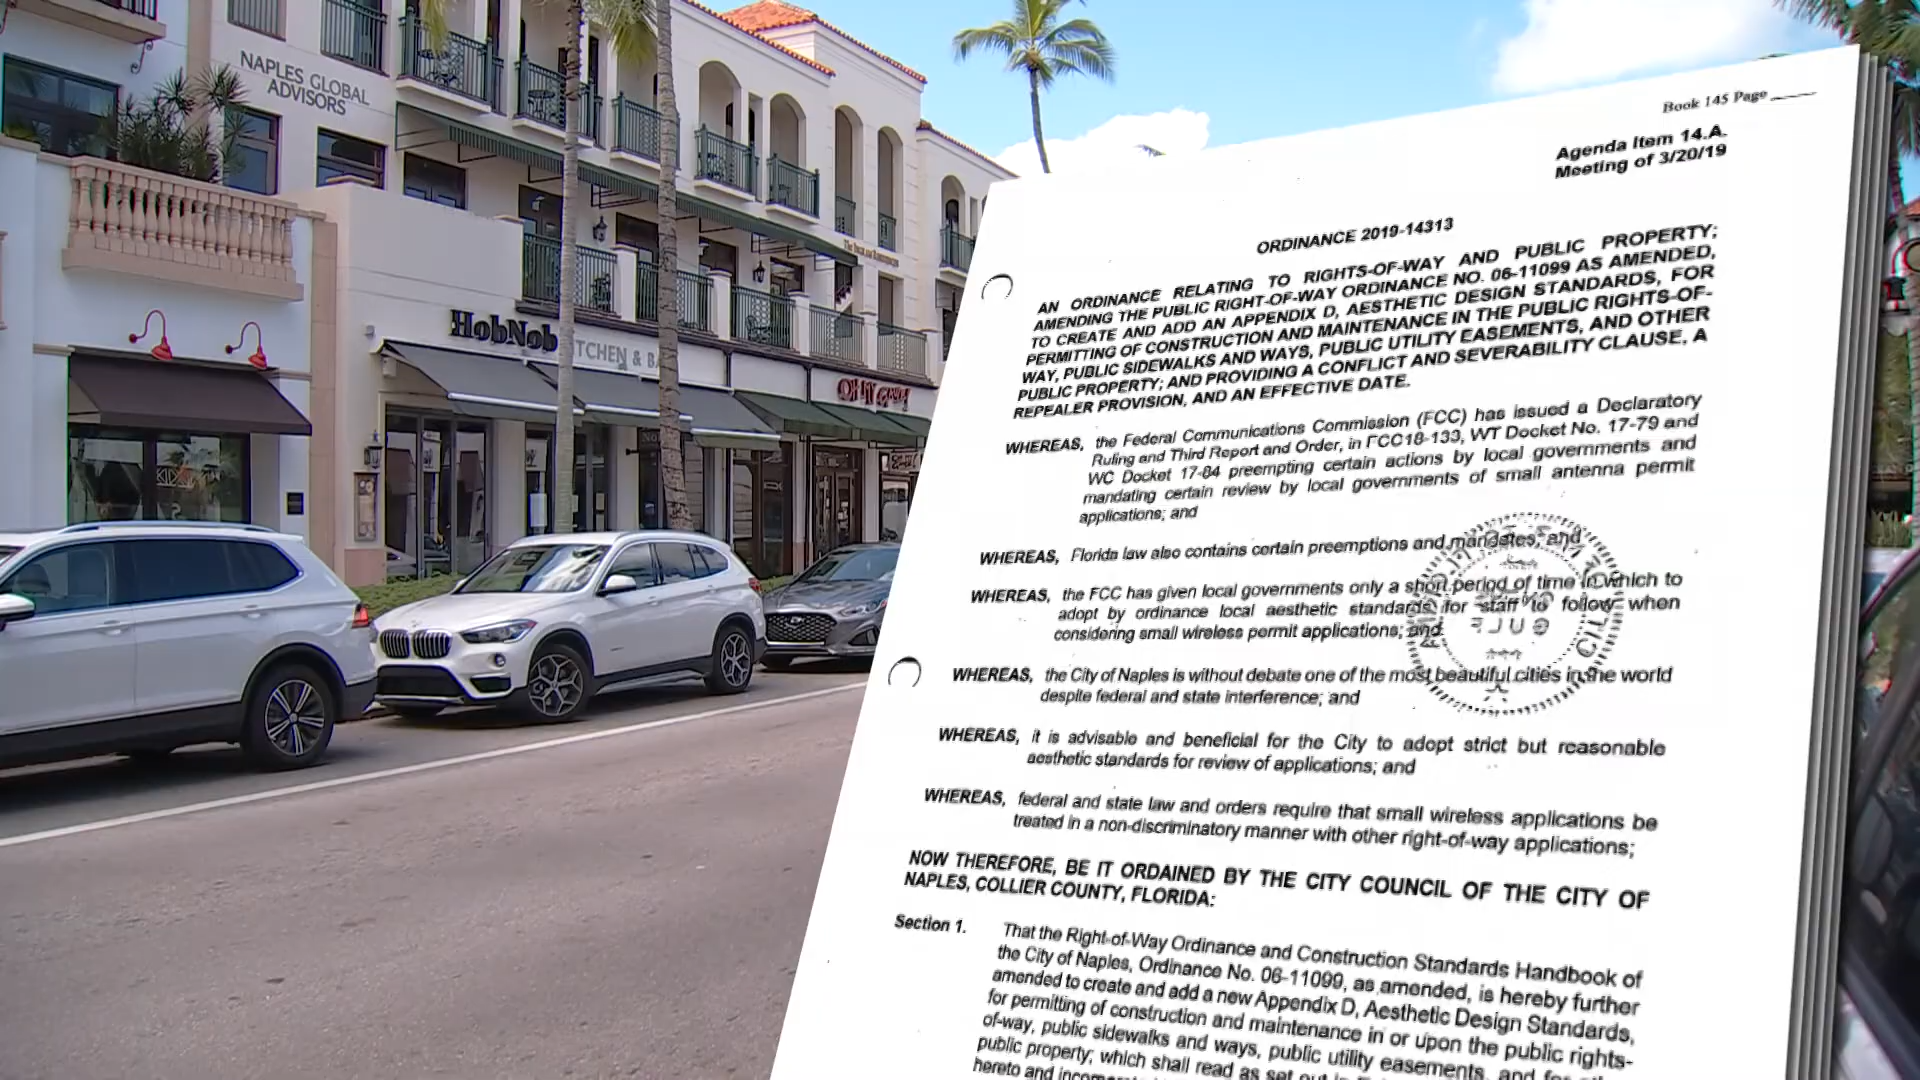 NAPLES GLOBAL
ADVISORS
HobNob
KITCHEN & BA
Book 145 Page
Agenda Item 14.A.
Meeting of 3/20/19
ORDINANCE 2019-14313
AN ORDINANCE RELATING TO RIGHTS-OF-WAY AND PUBLIC PROPERTY;
AMENDING THE PUBLIC RIGHT-OF-WAY ORDINANCE NO. 06-11099 AS AMENDED,
TO CREATE AND ADD AN APPENDIX D, AESTHETIC DESIGN STANDARDS, FOR
PERMITTING OF CONSTRUCTION AND MAINTENANCE IN THE PUBLIC RIGHTS-OF-
WAY, PUBLIC SIDEWALKS AND WAYS, PUBLIC UTILITY EASEMENTS, AND OTHER
PUBLIC PROPERTY; AND PROVIDING A CONFLICT AND SEVERABILITY CLAUSE, A
REPEALER PROVISION, AND AN EFFECTIVE DATE.
WHEREAS, the Federal Communications Commission (FCC) has issued a Declaratory
Ruling and Third Report and Order, in FCC18-133, WT Docket No. 17-79 and
WC Docket 17-84 preempting certain actions by local governments and
mandating certain review by local governments of small antenna permit
applications; and
WHEREAS, Florida law also contains certain preemptions and mandates; and
WHEREAS, the FCC has given local governments only a short period of time in which to
adopt by ordinance local aesthetic standards for staff to follow when
considering small wireless permit applications; and
WHEREAS, the City of Naples is without debate one of the most beautiful cities in the world
despite federal and state interference; and
WHEREAS, it is advisable and beneficial for the City to adopt strict but reasonable
aesthetic standards for review of applications; and
WHEREAS, federal and state law and orders require that small wireless applications be
treated in a non-discriminatory manner with other right-of-way applications;
NOW THEREFORE, BE IT ORDAINED BY THE CITY COUNCIL OF THE CITY OF
NAPLES, COLLIER COUNTY, FLORIDA:
Section 1. That the Right-of-Way Ordinance and Construction Standards Handbook of
the City of Naples, Ordinance No. 06-11099, as amended, is hereby further
amended to create and add a new Appendix D, Aesthetic Design Standards,
for permitting of construction and maintenance in or upon the public rights-
of-way, public sidewalks and ways, public utility easements, and for
public property, which shall read as set out in
hereto and